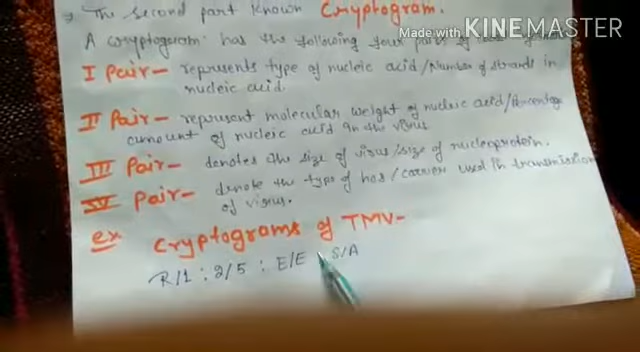 The second part known Cryptogram.
Made with KINEMASTER
A cryptogram has the following four pairs of
I Pair- represents type of nucleic acid/Number of strands in
nucleic acid
II Pair- represent molecular weight of nucleic acid/Percentage
amount of nucleic acid in the virus
III Pair- denotes the size of virus/size of nucleoprotein.
IV Pair- denote the type of hos/carrier used in transmission
of virus.
ex Cryptograms of TMV-
R/1 : 2/5 : E/E S/A